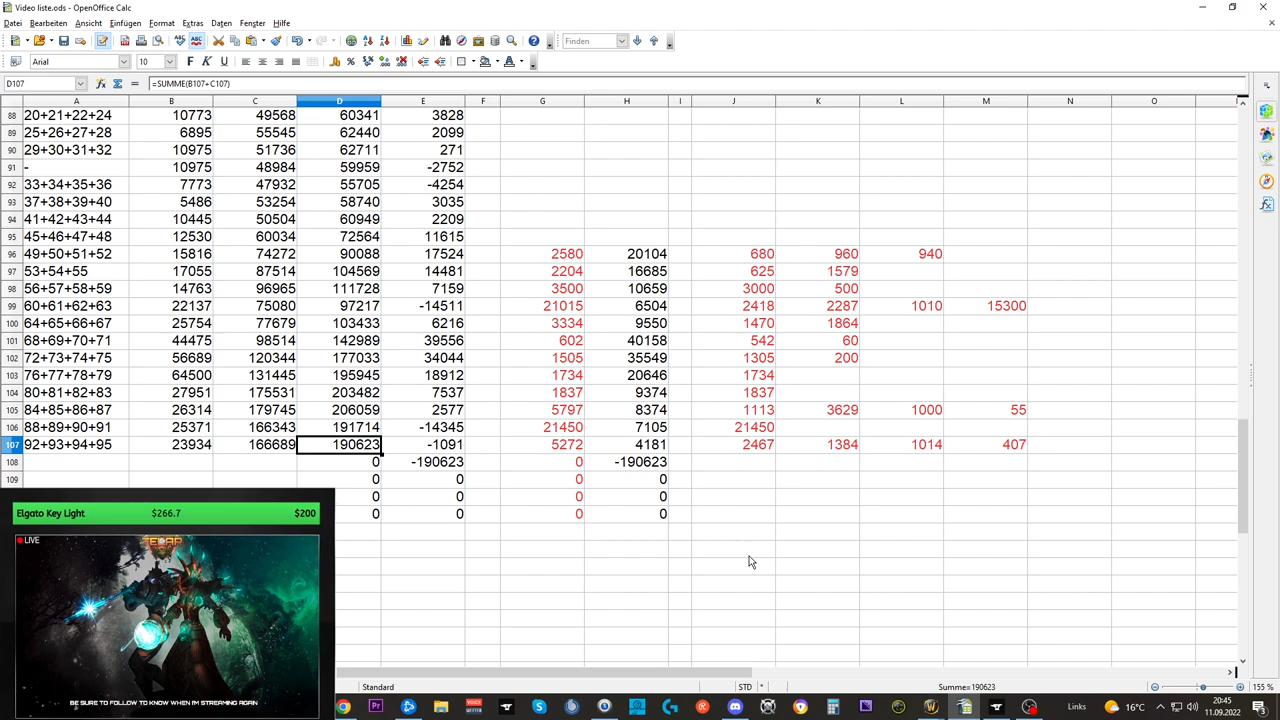 Video liste.ods - OpenOffice Calc
Datei Bearbeiten Ansicht Einfügen Format Extras Daten Fenster Hilfe
Finden
Arial 10 F K U
D107 =SUMME(B107+C107)
A B C D E F G H I J K L M N O
88 20+21+22+24 10773 49568 60341 3828
89 25+26+27+28 6895 55545 62440 2099
90 29+30+31+32 10975 51736 62711 271
91 - 10975 48984 59959 -2752
92 33+34+35+36 7773 47932 55705 -4254
93 37+38+39+40 5486 53254 58740 3035
94 41+42+43+44 10445 50504 60949 2209
95 45+46+47+48 12530 60034 72564 11615
96 49+50+51+52 15816 74272 90088 17524 2580 20104 680 960 940
97 53+54+55 17055 87514 104569 14481 2204 16685 625 1579
98 56+57+58+59 14763 96965 111728 7159 3500 10659 3000 500
99 60+61+62+63 22137 75080 97217 -14511 21015 6504 2418 2287 1010 15300
100 64+65+66+67 25754 77679 103433 6216 3334 9550 1470 1864
101 68+69+70+71 44475 98514 142989 39556 602 40158 542 60
102 72+73+74+75 56689 120344 177033 34044 1505 35549 1305 200
103 76+77+78+79 64500 131445 195945 18912 1734 20646 1734
104 80+81+82+83 27951 175531 203482 7537 1837 9374 1837
105 84+85+86+87 26314 179745 206059 2577 5797 8374 1113 3629 1000 55
106 88+89+90+91 25371 166343 191714 -14345 21450 7105 21450
107 92+93+94+95 23934 166689 190623 -1091 5272 4181 2467 1384 1014 407
108 0 -190623 0 -190623
109 0 0 0 0
0 0 0 0
0 0 0 0
Elgato Key Light $266.7 $200
LIVE
BE SURE TO FOLLOW TO KNOW WHEN I'M STREAMING AGAIN
Standard STD * Summe=190623 155 %
Links 16°C 20:45
11.09.2022